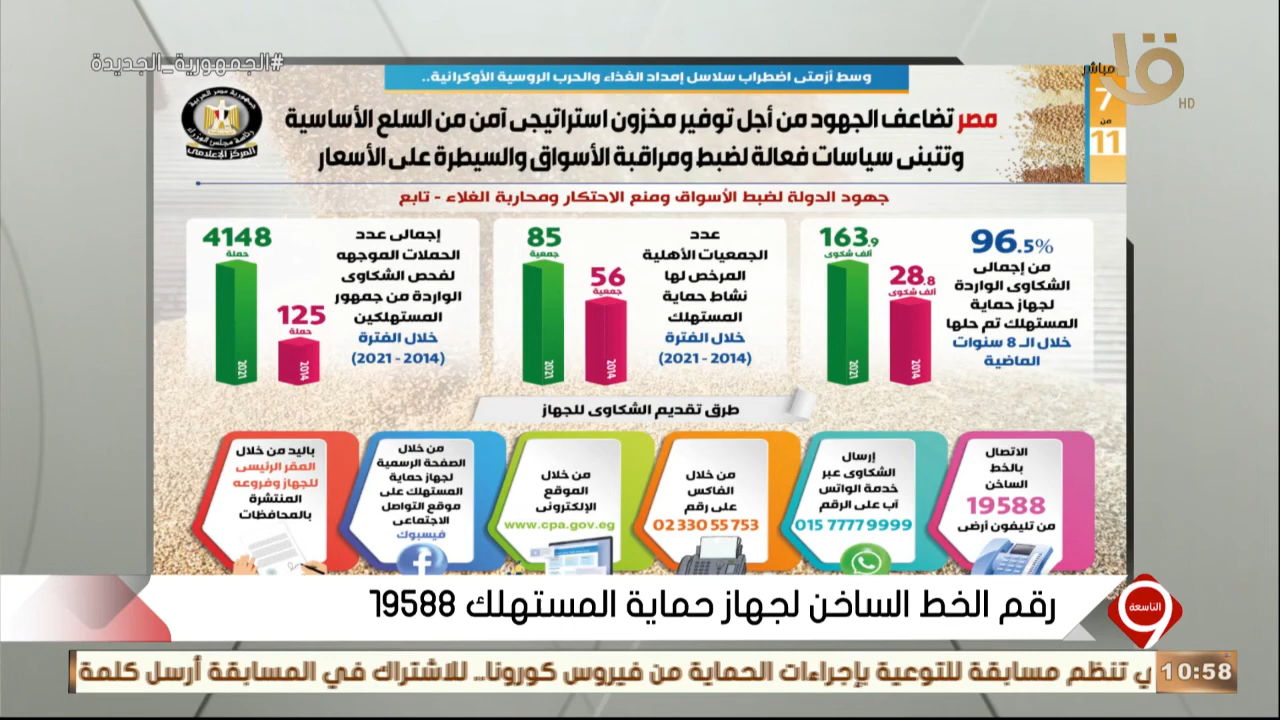 #الجمهورية_الجديدة
مباشر
HD
7
من
11
وسط أزمتى اضطراب سلاسل إمداد الغذاء والحرب الروسية الأوكرانية..
جمهورية مصر العربية
رئاسة مجلس الوزراء
المركز الإعلامى
مصر تضاعف الجهود من أجل توفير مخزون استراتيجى آمن من السلع الأساسية
وتتبنى سياسات فعالة لضبط ومراقبة الأسواق والسيطرة على الأسعار
جهود الدولة لضبط الأسواق ومنع الاحتكار ومحاربة الغلاء - تابع
96.5%
من إجمالى
الشكاوى الواردة
لجهاز حماية
المستهلك تم حلها
خلال الـ 8 سنوات
الماضية
28.8
ألف شكوى
2014
163.9
ألف شكوى
2021
عدد
الجمعيات الأهلية
المرخص لها
نشاط حماية
المستهلك
خلال الفترة
(2014 - 2021)
56
جمعية
2014
85
جمعية
2021
إجمالى عدد
الحملات الموجهه
لفحص الشكاوى
الواردة من جمهور
المستهلكين
خلال الفترة
(2014 - 2021)
125
حملة
2014
4148
حملة
2021
طرق تقديم الشكاوى للجهاز
الاتصال
بالخط
الساخن
19588
من تليفون أرضى
إرسال
الشكاوى عبر
خدمة الواتس
آب على الرقم
015 7777 9999
من خلال
الفاكس
على رقم
02 330 55 753
من خلال
الموقع
الإلكترونى
www.cpa.gov.eg
من خلال
الصفحة الرسمية
لجهاز حماية
المستهلك على
موقع التواصل
الاجتماعى
فيسبوك
باليد من خلال
المقر الرئيسى
للجهاز وفروعه
المنتشرة
بالمحافظات
التاسعة
رقم الخط الساخن لجهاز حماية المستهلك 19588
10:58
ي تنظم مسابقة للتوعية بإجراءات الحماية من فيروس كورونا... للاشتراك في المسابقة أرسل كلمة